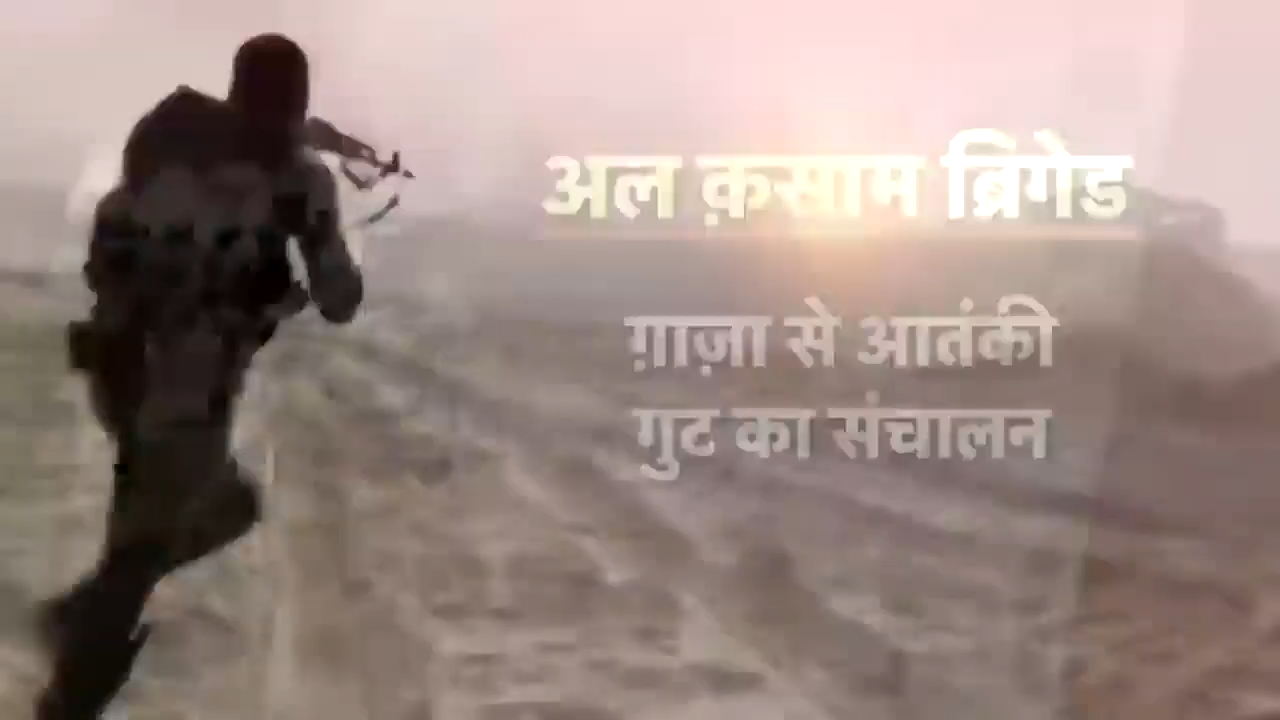 अल क़साम ब्रिगेड
ग़ाज़ा से आतंकी
गुट का संचालन